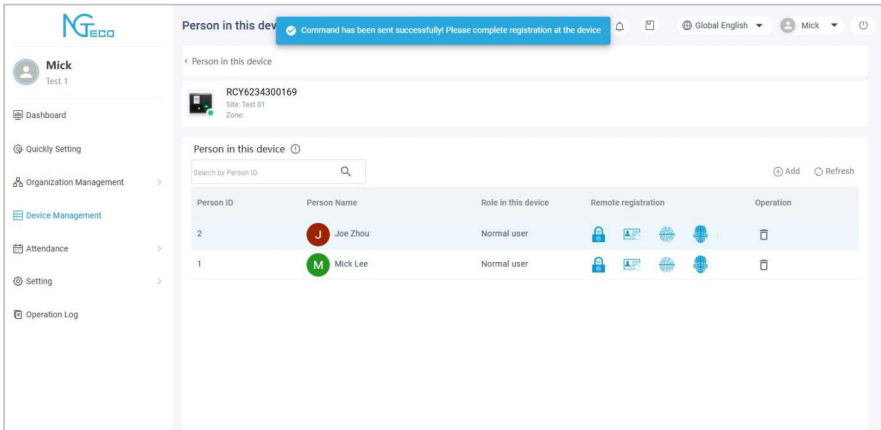 NGTECO
Person in this dev
Command has been sent successfully! Please complete registration at the device
Global English
Mick
Mick
Test 1
< Person in this device
RCY6234300169
Site: Test 01
Zone:
Dashboard
Quickly Setting
Organization Management
Device Management
Attendance
Setting
Operation Log
Person in this device
Search by Person ID
Add
Refresh
Person ID Person Name Role in this device Remote registration Operation
2 J Joe Zhou Normal user
1 M Mick Lee Normal user